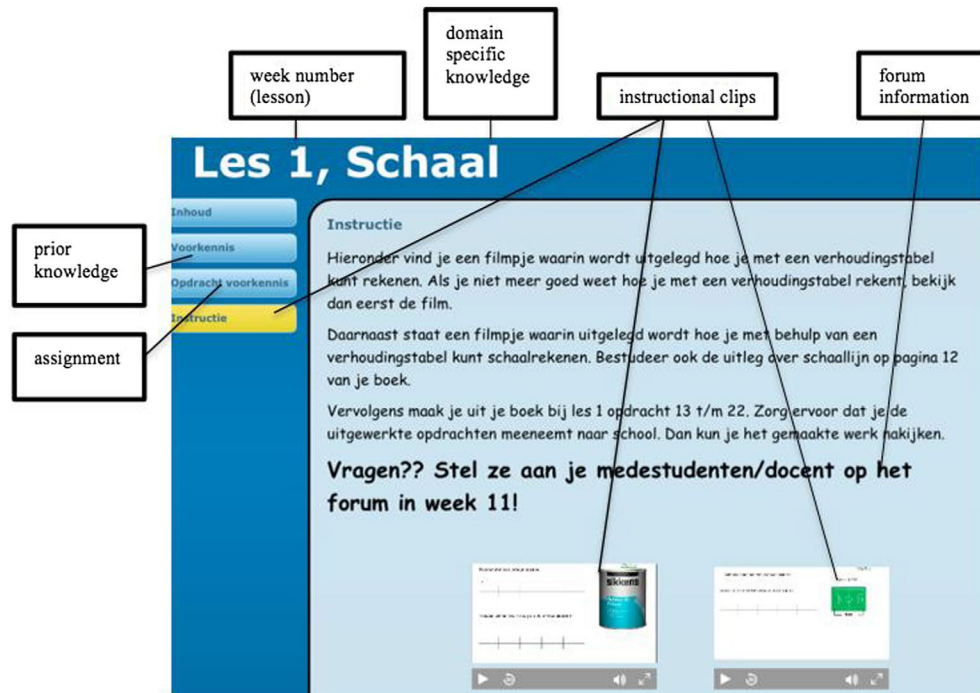 domain
specific
knowledge
week number
(lesson)
instructional clips
forum
information
Les 1, Schaal
Inhoud
Voorkennis
Opdracht voorkennis
Instructie
prior
knowledge
assignment
Instructie
Hieronder vind je een filmpje waarin wordt uitgelegd hoe je met een verhoudingstabel
kunt rekenen. Als je niet meer goed weet hoe je met een verhoudingstabel rekent, bekijk
dan eerst de film.
Daarnaast staat een filmpje waarin uitgelegd wordt hoe je met behulp van een
verhoudingstabel kunt schaalrekenen. Bestudeer ook de uitleg over schaallijn op pagina 12
van je boek.
Vervolgens maak je uit je boek bij les 1 opdracht 13 t/m 22. Zorg ervoor dat je de
uitgewerkte opdrachten meeneemt naar school. Dan kun je het gemaakte werk nakijken.
Vragen?? Stel ze aan je medestudenten/docent op het
forum in week 11!
sikkens